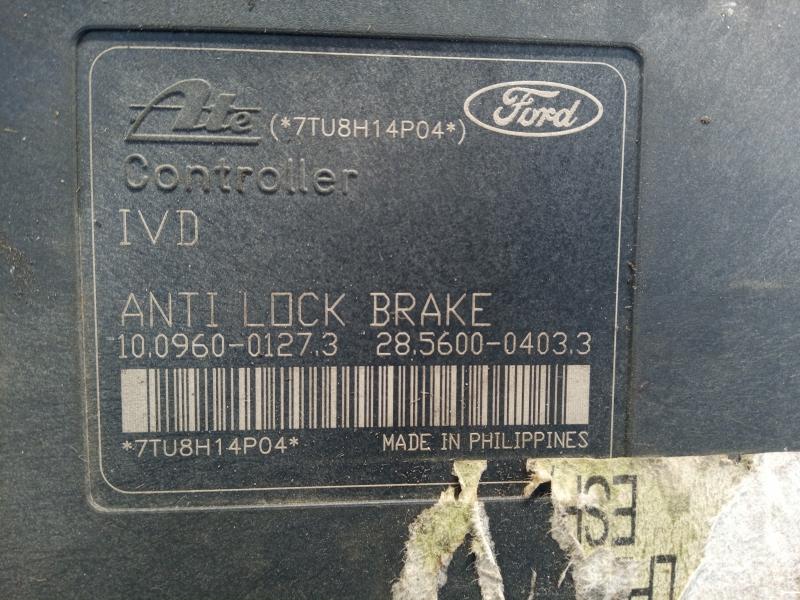 Ate (*7TU8H14P04*) Ford
Controller
IVD
ANTI LOCK BRAKE
10.0960-0127.3 28.5600-0403.3
*7TU8H14P04* MADE IN PHILIPPINES